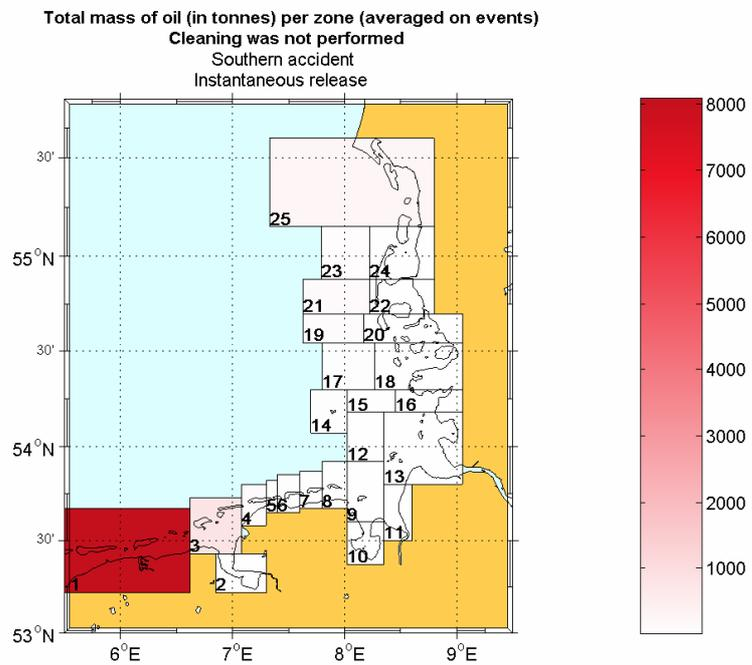 Total mass of oil (in tonnes) per zone (averaged on events)
Cleaning was not performed
Southern accident
Instantaneous release
8000
7000
6000
5000
4000
3000
2000
1000
30'
55°N
30'
54°N
30'
53°N
25
23 24
21 22
19 20
17 18
15 16
14
12
13
1 3 4 5 6 7 8 9
11
10
2
6°E 7°E 8°E 9°E